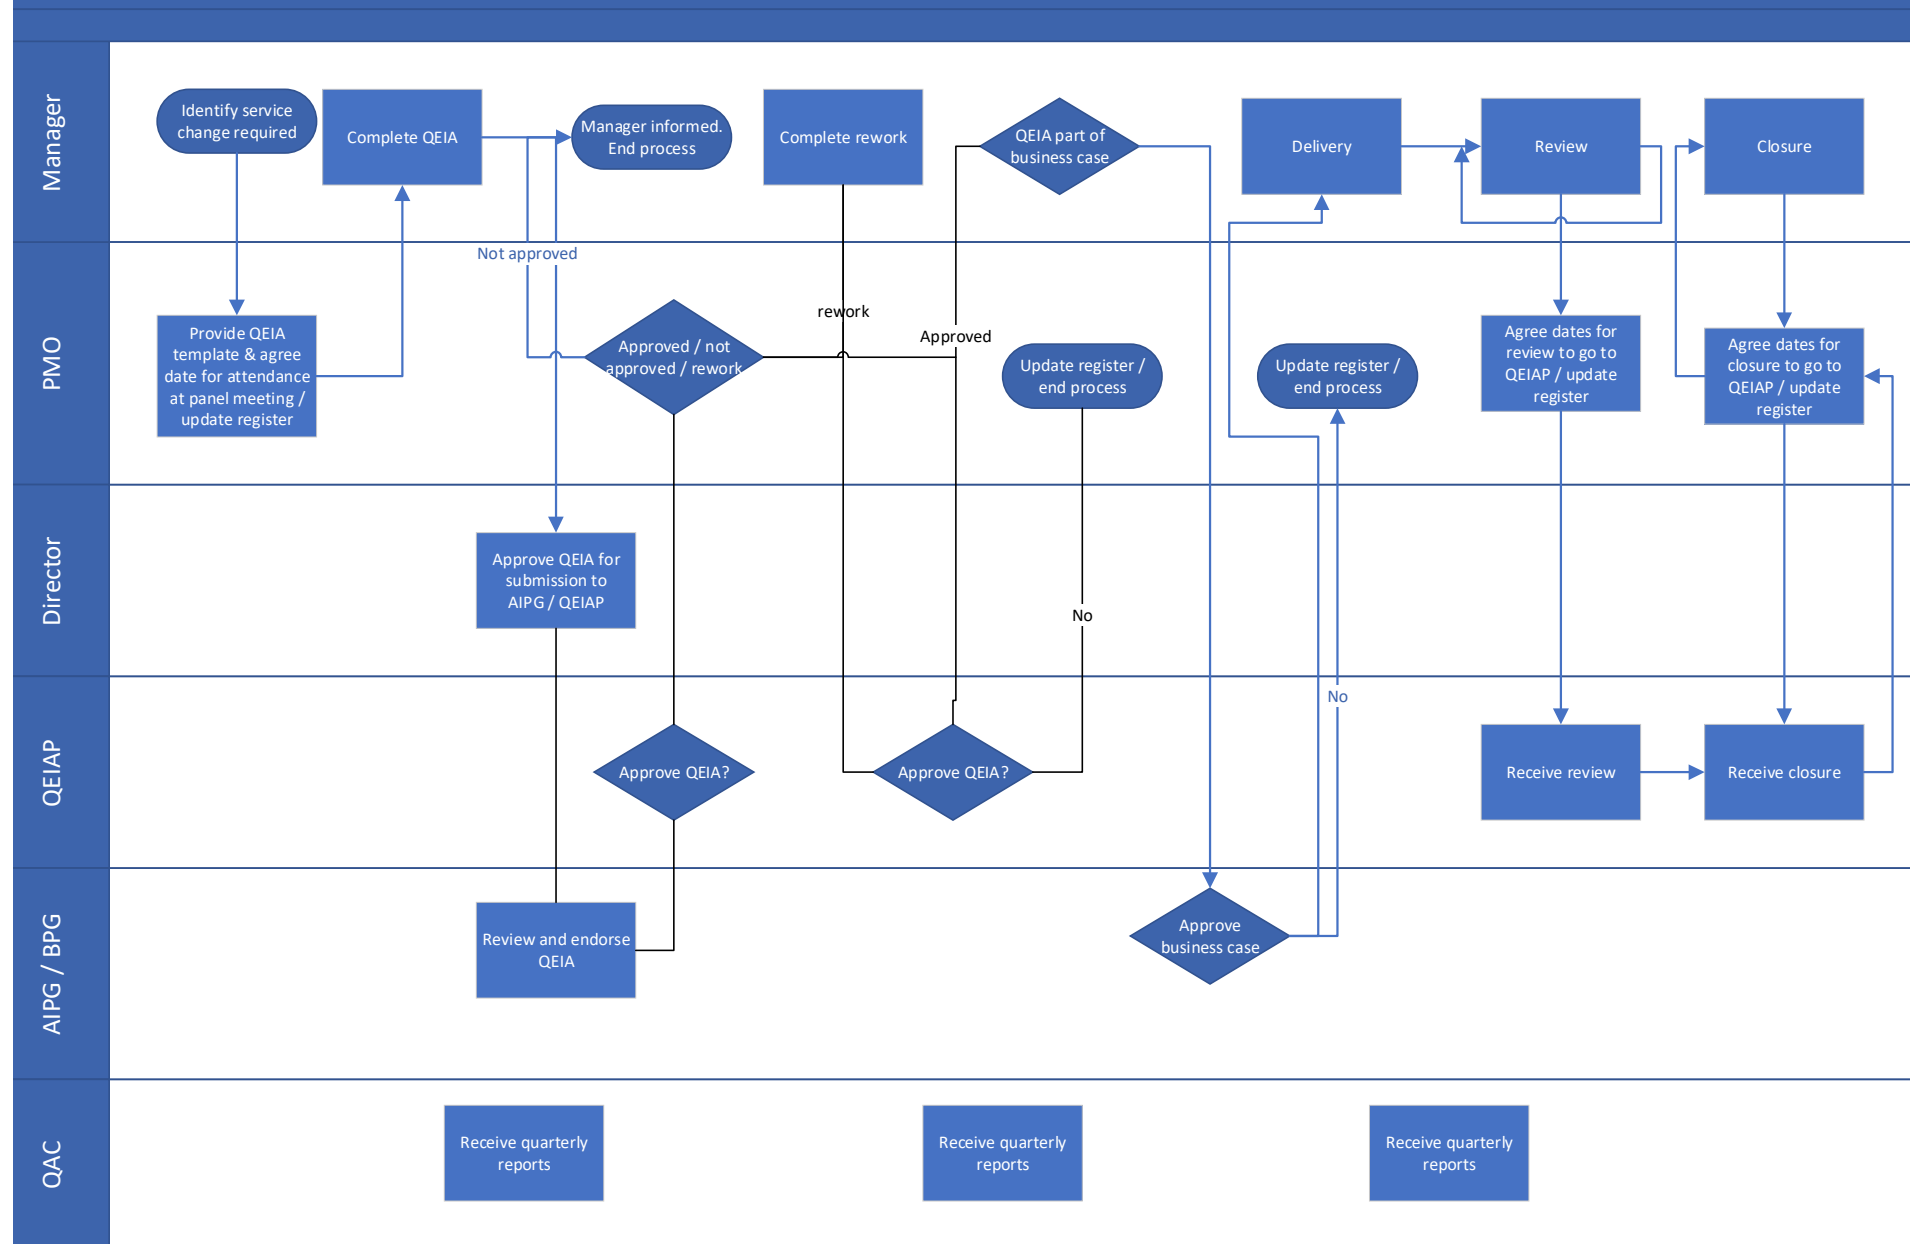 Manager
Identify service
change required
Complete QEIA
Manager informed.
End process
Complete rework
QEIA part of
business case
Delivery
Review
Closure
PMO
Not approved
Provide QEIA
template & agree
date for attendance
at panel meeting /
update register
Approved / not
approved / rework
rework
Approved
Update register /
end process
Update register /
end process
Agree dates for
review to go to
QEIAP / update
register
Agree dates for
closure to go to
QEIAP / update
register
Director
Approve QEIA for
submission to
AIPG / QEIAP
No
QEIAP
Approve QEIA?
Approve QEIA?
No
Receive review
Receive closure
AIPG / BPG
Review and endorse
QEIA
Approve
business case
QAC
Receive quarterly
reports
Receive quarterly
reports
Receive quarterly
reports